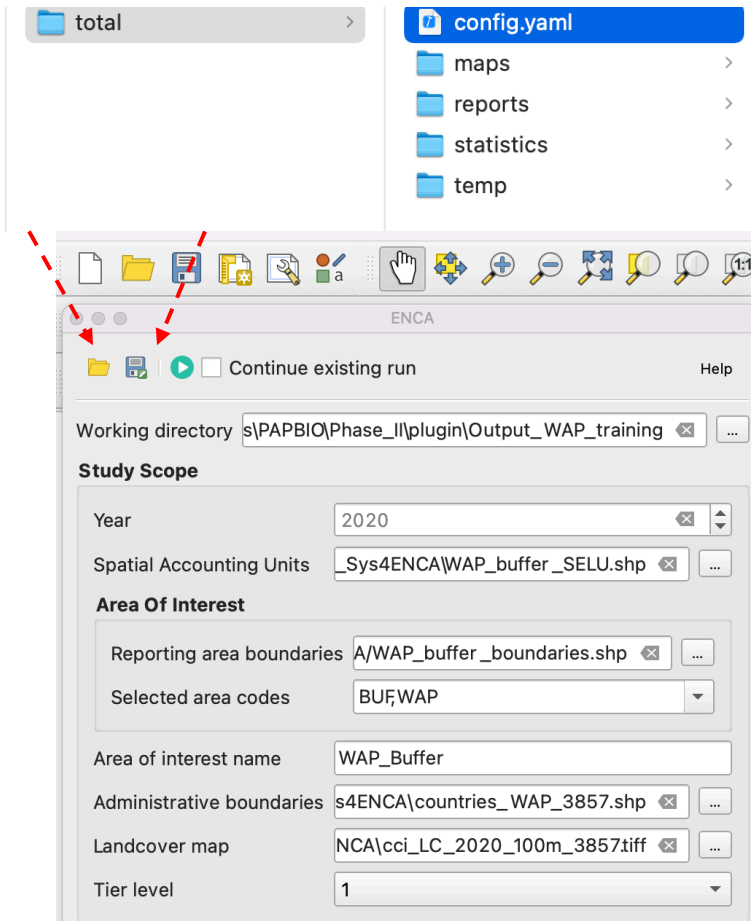 total
config.yaml
maps
reports
statistics
temp
a
1:1
ENCA
Continue existing run
Help
Working directory s\PAPBIO\Phase_II\plugin\Output_WAP_training ...
Study Scope
Year 2020
Spatial Accounting Units _Sys4ENCA\WAP_buffer_SELU.shp ...
Area Of Interest
Reporting area boundaries A/WAP_buffer_boundaries.shp ...
Selected area codes BUF,WAP
Area of interest name WAP_Buffer
Administrative boundaries s4ENCA\countries_WAP_3857.shp ...
Landcover map NCA\cci_LC_2020_100m_3857.tiff ...
Tier level 1